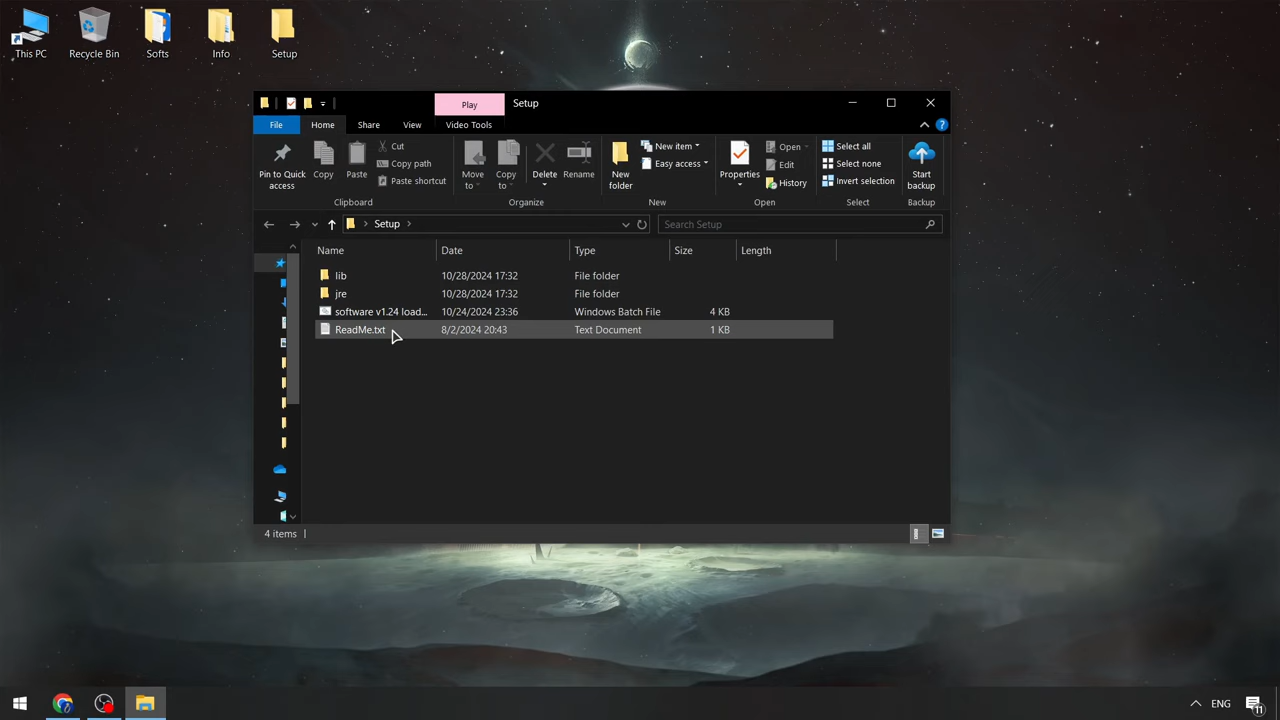 This PC
Recycle Bin
Softs
Info
Setup
Play
Setup
File
Home
Share
View
Video Tools
Pin to Quick
access
Copy
Paste
Cut
Copy path
Paste shortcut
Clipboard
Move
to
Copy
to
Delete
Rename
Organize
New
folder
New item
Easy access
New
Properties
Open
Edit
History
Open
Select all
Select none
Invert selection
Select
Start
backup
Backup
Setup
Search Setup
Name Date Type Size Length
lib 10/28/2024 17:32 File folder
jre 10/28/2024 17:32 File folder
software v1.24 load... 10/24/2024 23:36 Windows Batch File 4 KB
ReadMe.txt 8/2/2024 20:43 Text Document 1 KB
4 items
ENG
11